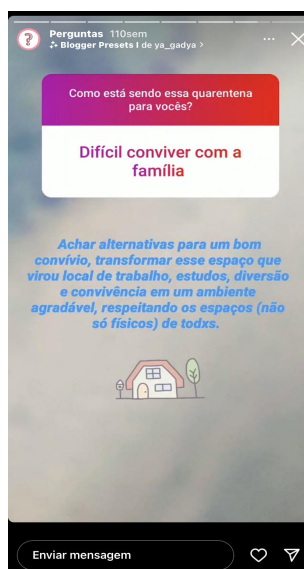 Perguntas 110sem
Blogger Presets I de ya_gadya >
Como está sendo essa quarentena
para vocês?
Difícil conviver com a
família
Achar alternativas para um bom
convívio, transformar esse espaço que
virou local de trabalho, estudos, diversão
e convivência em um ambiente
agradável, respeitando os espaços (não
só físicos) de todxs.
Enviar mensagem